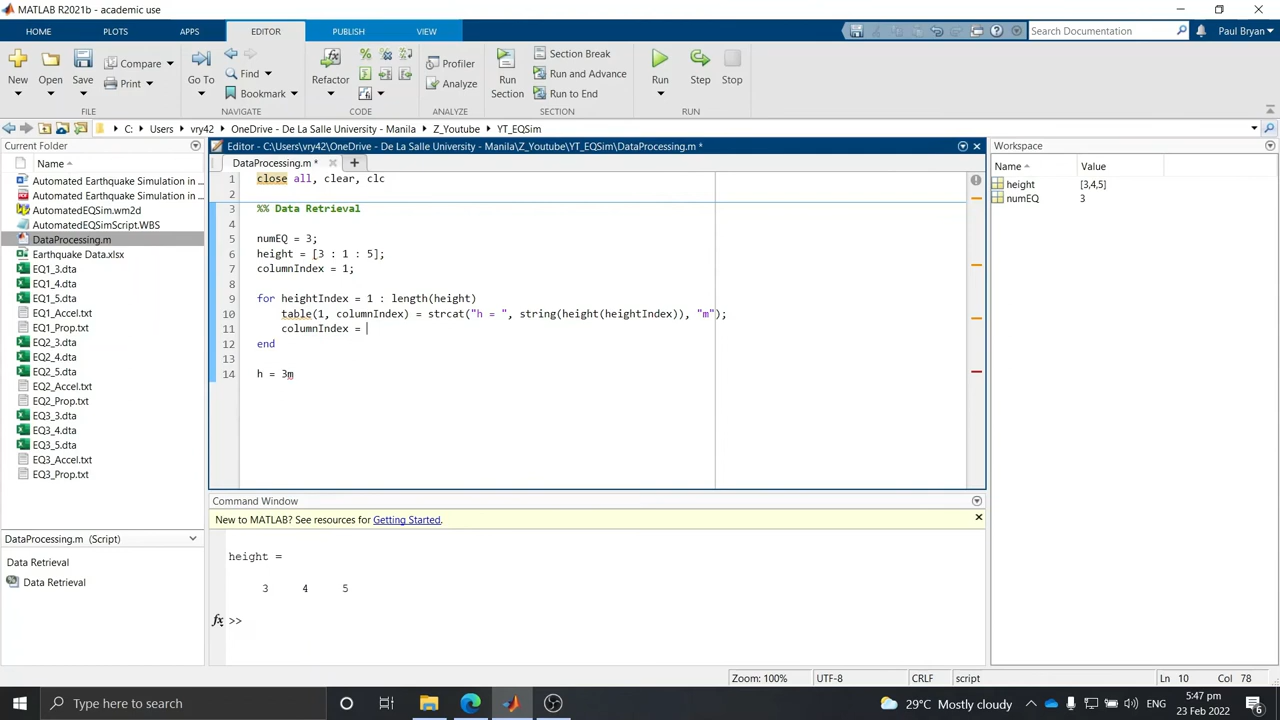 MATLAB R2021b - academic use
HOME PLOTS APPS EDITOR PUBLISH VIEW Search Documentation Paul Bryan
New Open Save Compare Print Go To Find Bookmark Refactor Profiler Analyze Run Section Section Break Run and Advance Run to End Run Step Stop
FILE NAVIGATE CODE ANALYZE SECTION RUN
C: Users vry42 OneDrive - De La Salle University - Manila Z_Youtube YT_EQSim
Current Folder
Name
Automated Earthquake Simulation in ...
Automated Earthquake Simulation in ...
AutomatedEQSim.wm2d
AutomatedEQSimScript.WBS
DataProcessing.m
Earthquake Data.xlsx
EQ1_3.dta
EQ1_4.dta
EQ1_5.dta
EQ1_Accel.txt
EQ1_Prop.txt
EQ2_3.dta
EQ2_4.dta
EQ2_5.dta
EQ2_Accel.txt
EQ2_Prop.txt
EQ3_3.dta
EQ3_4.dta
EQ3_5.dta
EQ3_Accel.txt
EQ3_Prop.txt
DataProcessing.m (Script)
Data Retrieval
Data Retrieval
Editor - C:\Users\vry42\OneDrive - De La Salle University - Manila\Z_Youtube\YT_EQSim\DataProcessing.m *
DataProcessing.m *
1 close all, clear, clc
2
3 %% Data Retrieval
4
5 numEQ = 3;
6 height = [3 : 1 : 5];
7 columnIndex = 1;
8
9 for heightIndex = 1 : length(height)
10 table(1, columnIndex) = strcat("h = ", string(height(heightIndex)), "m");
11 columnIndex =
12 end
13
14 h = 3m
Command Window
New to MATLAB? See resources for Getting Started.
height =
3 4 5
fx >>
Workspace
Name Value
height [3,4,5]
numEQ 3
Zoom: 100% UTF-8 CRLF script Ln 10 Col 78
Type here to search
29°C Mostly cloudy
5:47 pm
23 Feb 2022
6